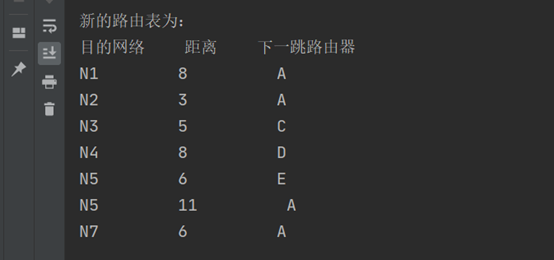 新的路由表为:
目的网络 距离 下一跳路由器
N1 8 A
N2 3 A
N3 5 C
N4 8 D
N5 6 E
N5 11 A
N7 6 A